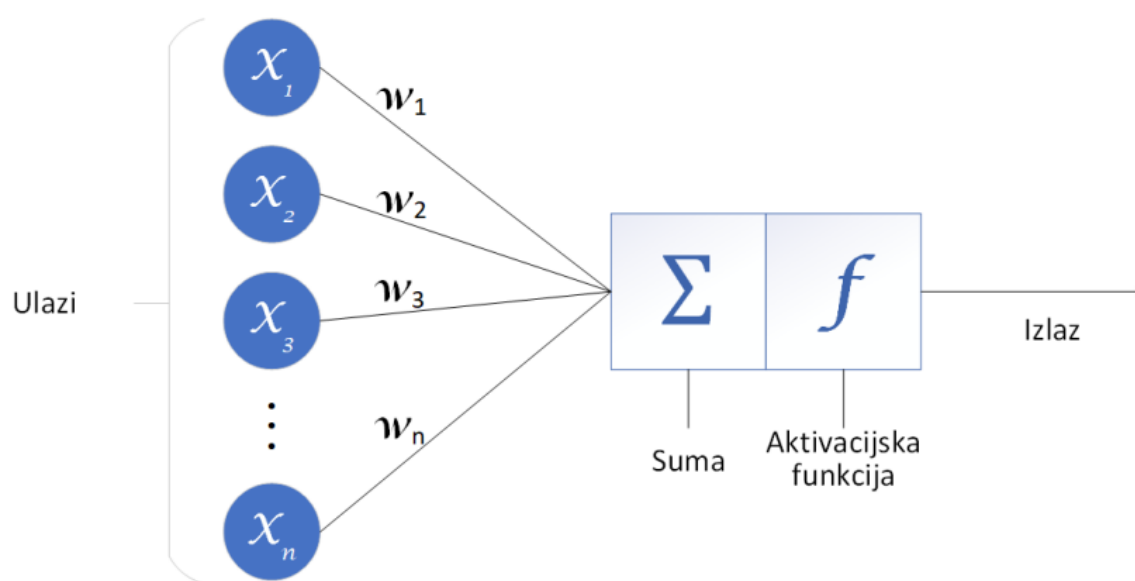 Ulazi
x₁
x₂
x₃
⋮
xₙ
w₁
w₂
w₃
wₙ
Σ
f
Suma
Aktivacijska
funkcija
Izlaz